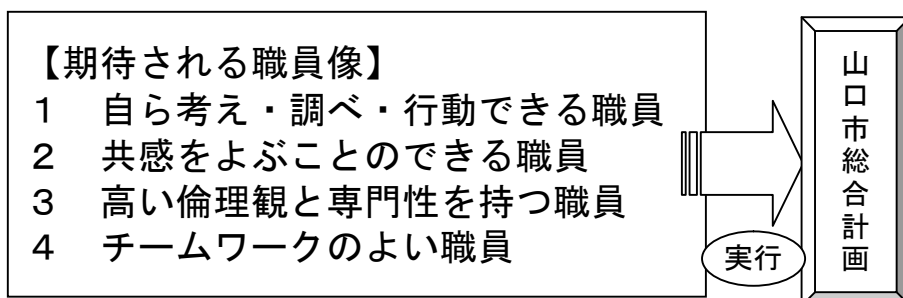 【期待される職員像】
１　自ら考え・調べ・行動できる職員
２　共感をよぶことのできる職員
３　高い倫理観と専門性を持つ職員
４　チームワークのよい職員
実行
山口市総合計画